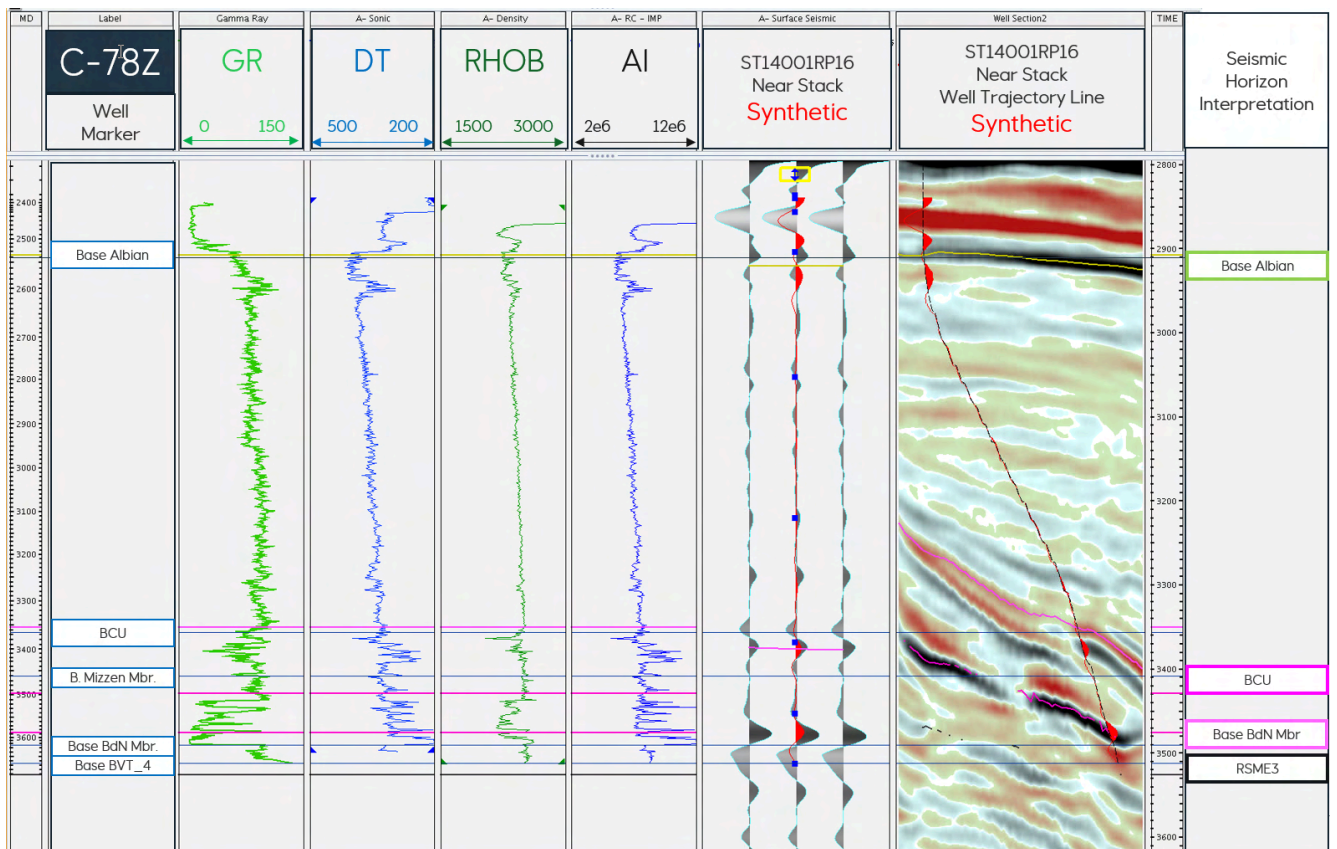 MD
Label
Gamma Ray
A- Sonic
A- Density
A- RC - IMP
A- Surface Seismic
Well Section2
TIME
C-78Z
Well
Marker
GR
0 150
DT
500 200
RHOB
1500 3000
AI
2e6 12e6
ST14001RP16
Near Stack
Synthetic
ST14001RP16
Near Stack
Well Trajectory Line
Synthetic
Seismic
Horizon
Interpretation
2400
2500
2600
2700
2800
2900
3000
3100
3200
3300
3400
3500
3600
Base Albian
BCU
B. Mizzen Mbr.
Base BdN Mbr.
Base BVT_4
2800
2900
3000
3100
3200
3300
3400
3500
3600
Base Albian
BCU
Base BdN Mbr
RSME3